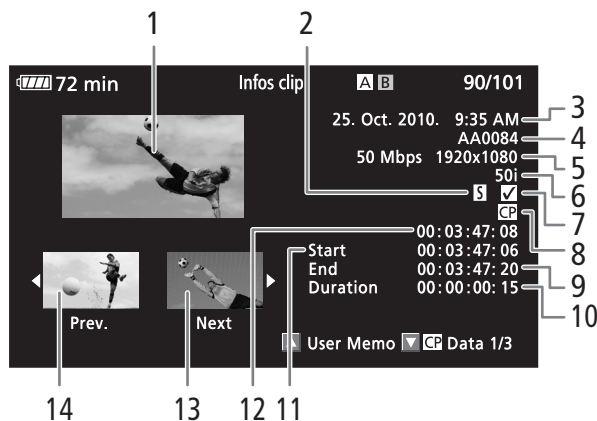 1 2
72 min Infos clip A B 90/101
25. Oct. 2010. 9:35 AM 3
AA0084 4
50 Mbps 1920x1080 5
50i 6
S ✓ 7
CP 8
12 00:03:47:08
11 Start 00:03:47:06
End 00:03:47:20 9
Duration 00:00:00:15 10
Prev. Next
▲ User Memo ▼ CP Data 1/3
14 13 12 11